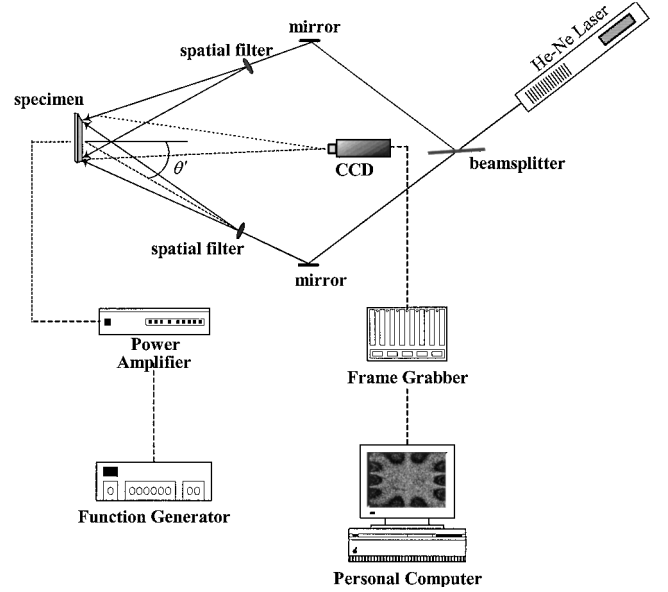 mirror
He-Ne Laser
spatial filter
specimen
beamsplitter
CCD
θ'
spatial filter
mirror
Power
Amplifier
Frame Grabber
Function Generator
Personal Computer